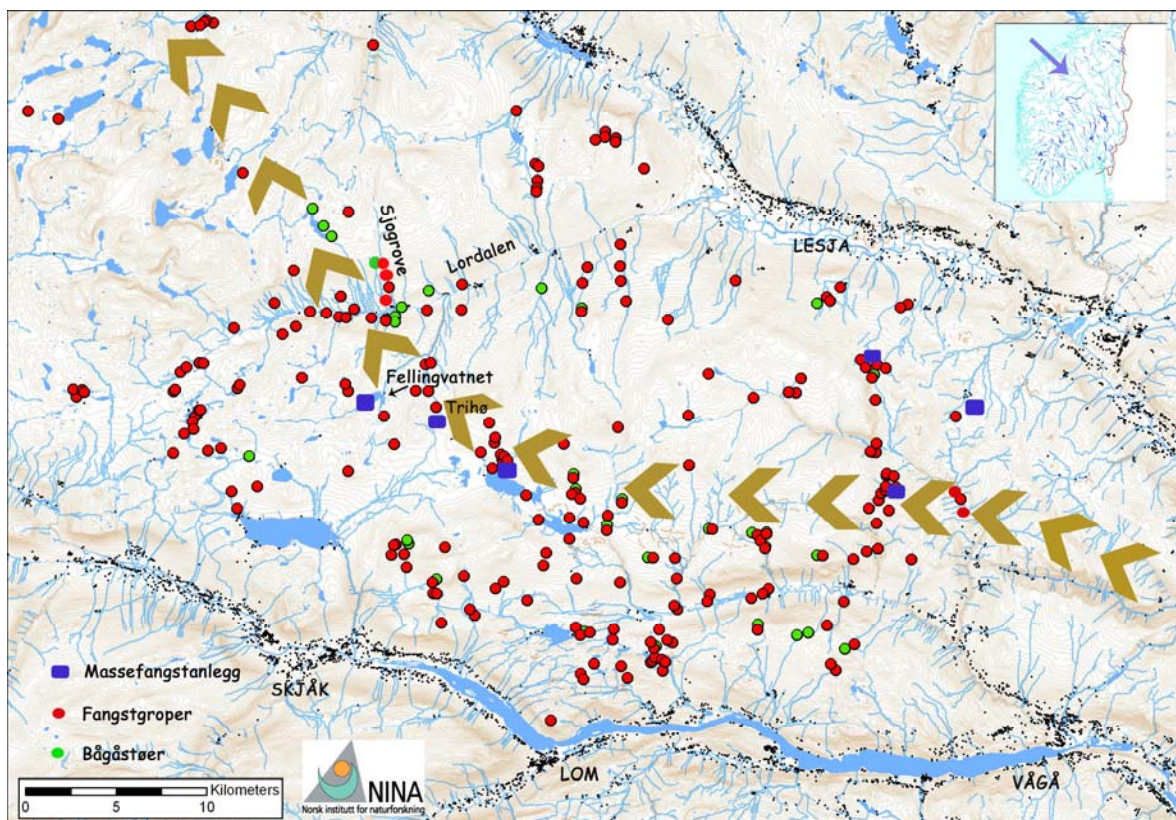 Sjogrove
Lordalen
LESJA
Fellingvatnet
Trihø
Massefangstanlegg
SKJÅK
Fangstgroper
Bågåstøer
NINA
Norsk institutt for naturforskning
LOM
VÅGÅ
Kilometers
0 5 10